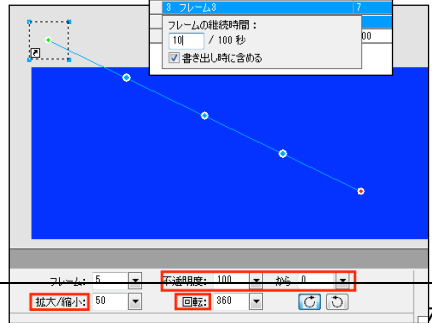 3 フレーム3 7
フレームの継続時間：
00
10 / 100 秒
書き出し時に含める
フレーム: 5 不透明度: 100 から 0
拡大/縮小: 50 回転: 360